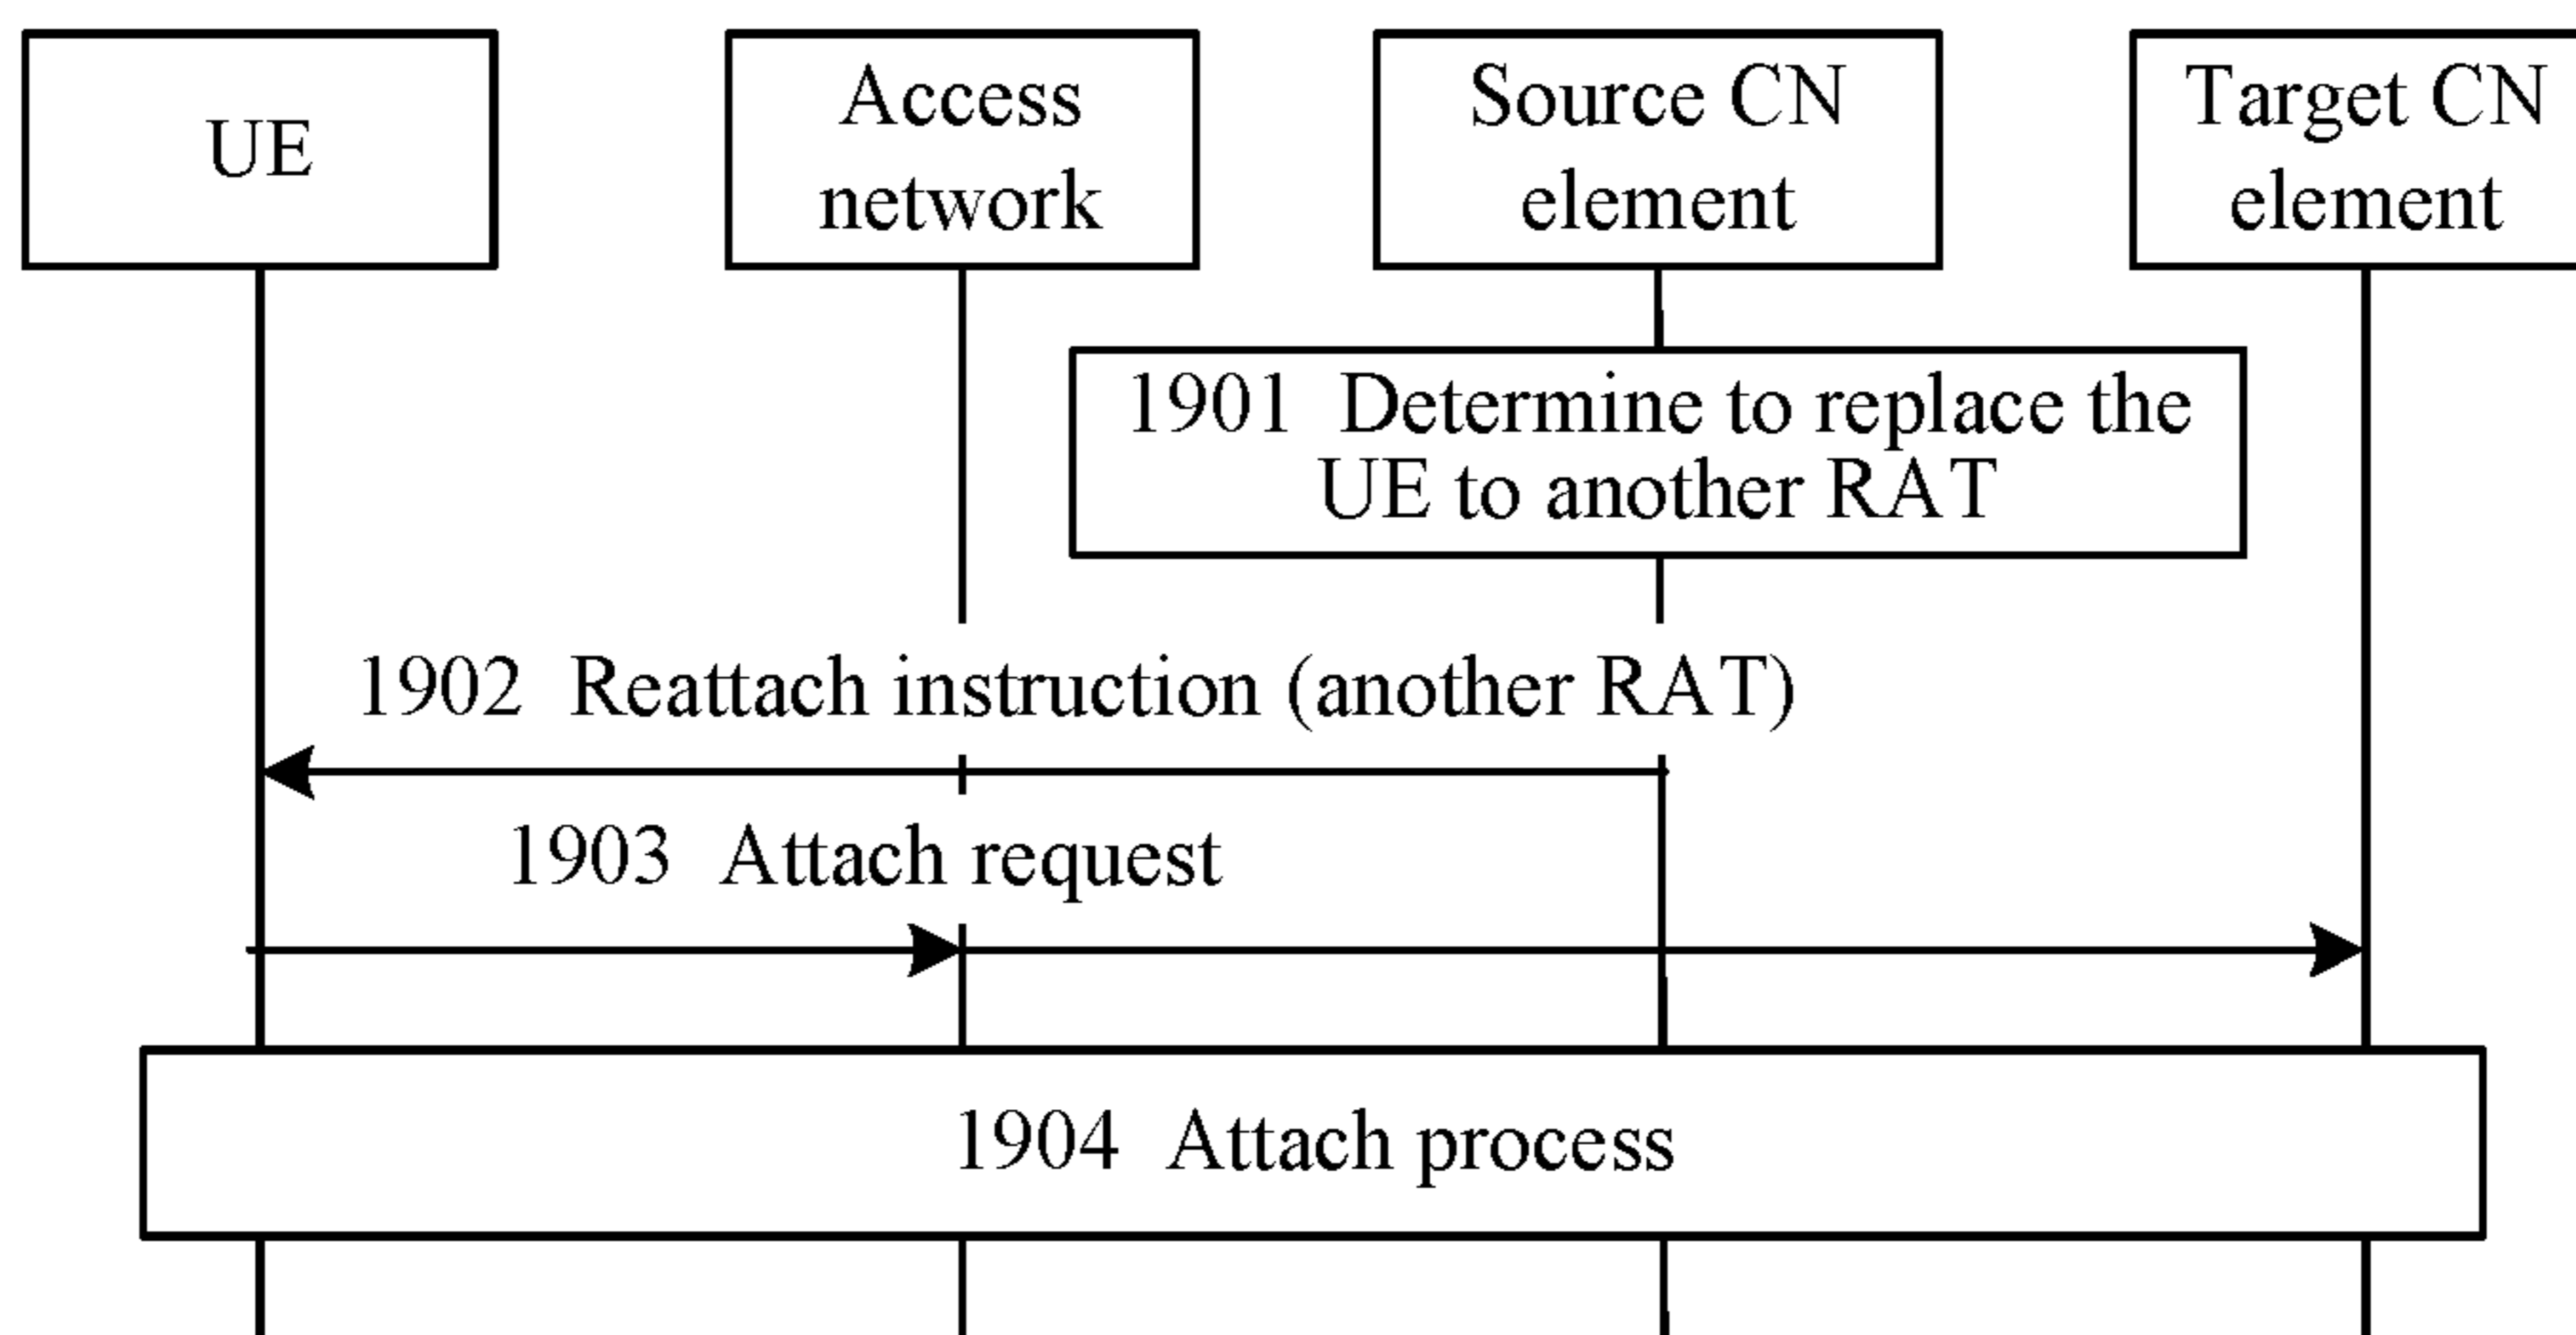 UE
Access
network
Source CN
element
Target CN
element
1901 Determine to replace the
UE to another RAT
1902 Reattach instruction (another RAT)
1903 Attach request
1904 Attach process